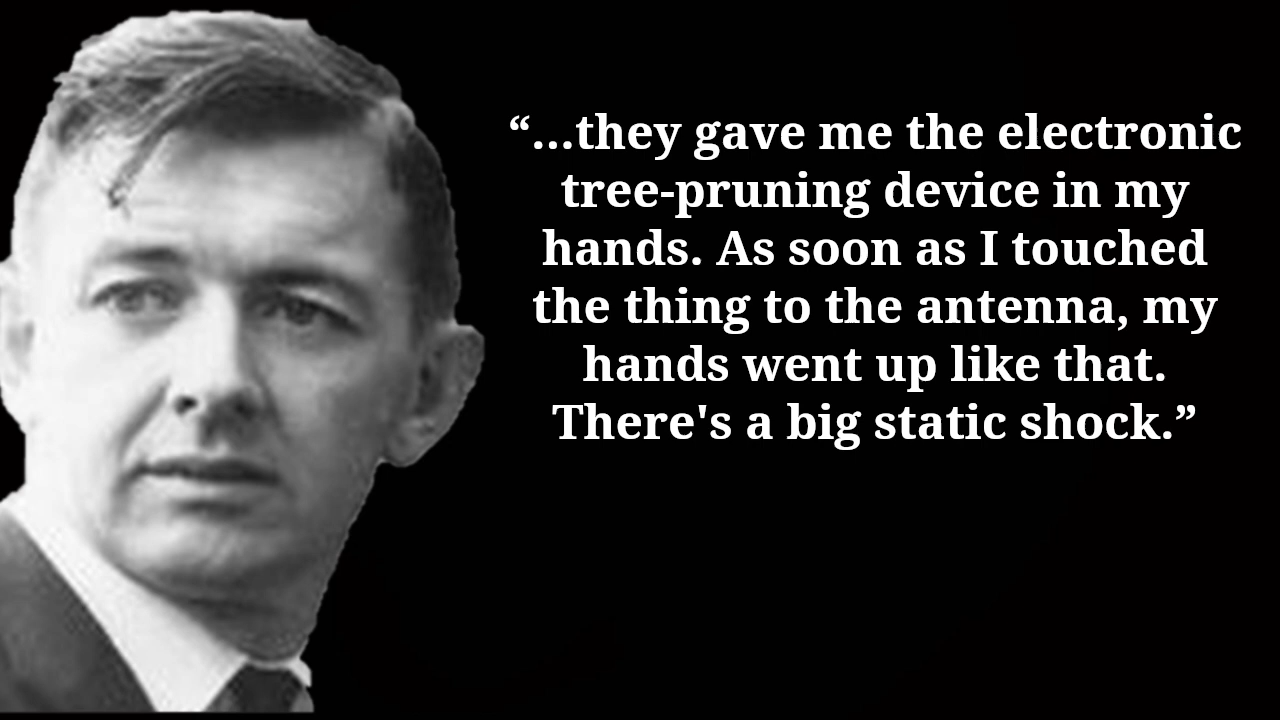 “...they gave me the electronic
tree-pruning device in my
hands. As soon as I touched
the thing to the antenna, my
hands went up like that.
There's a big static shock.”